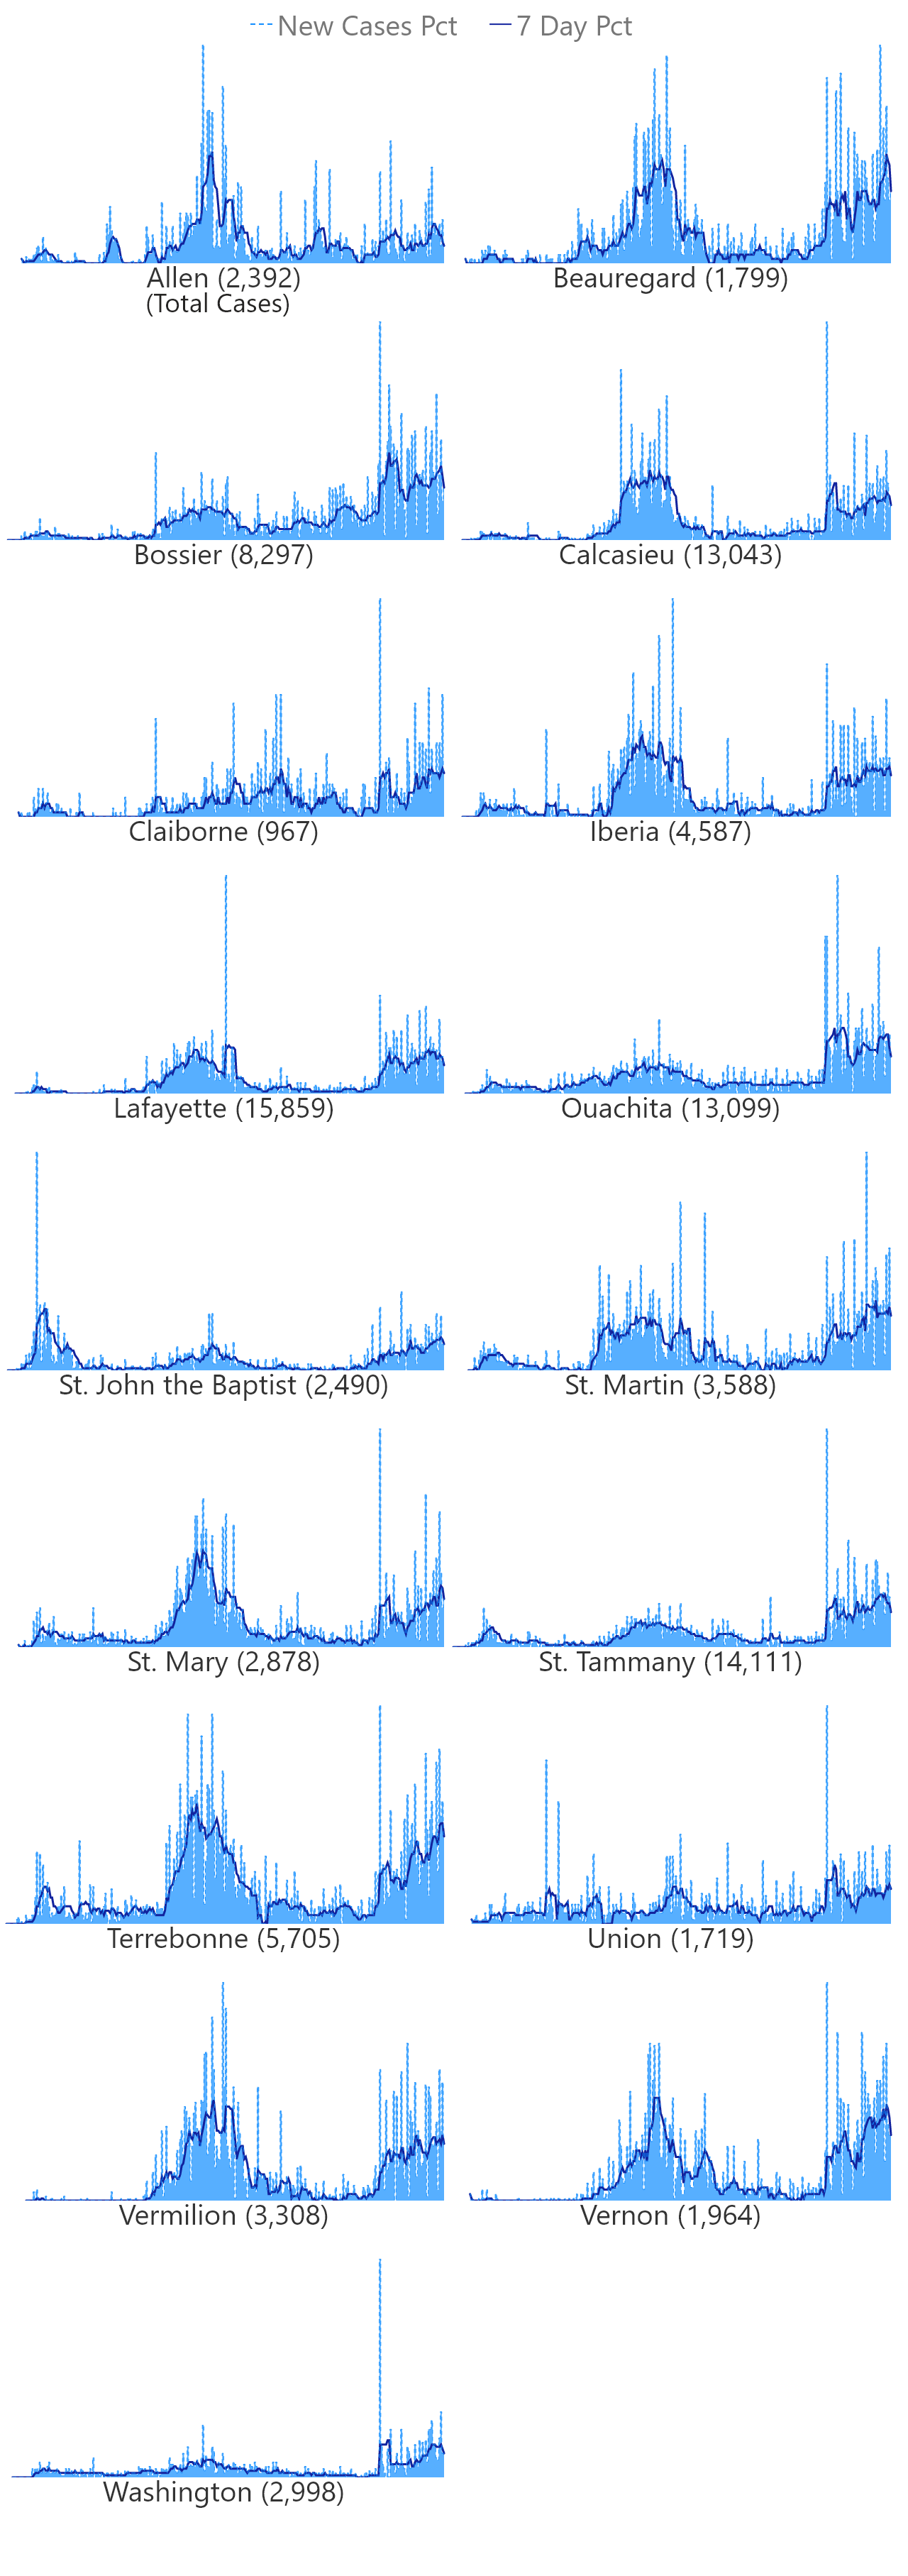 New Cases Pct 7 Day Pct
Allen (2,392)
(Total Cases)
Beauregard (1,799)
Bossier (8,297)
Calcasieu (13,043)
Claiborne (967)
Iberia (4,587)
Lafayette (15,859)
Ouachita (13,099)
St. John the Baptist (2,490)
St. Martin (3,588)
St. Mary (2,878)
St. Tammany (14,111)
Terrebonne (5,705)
Union (1,719)
Vermilion (3,308)
Vernon (1,964)
Washington (2,998)